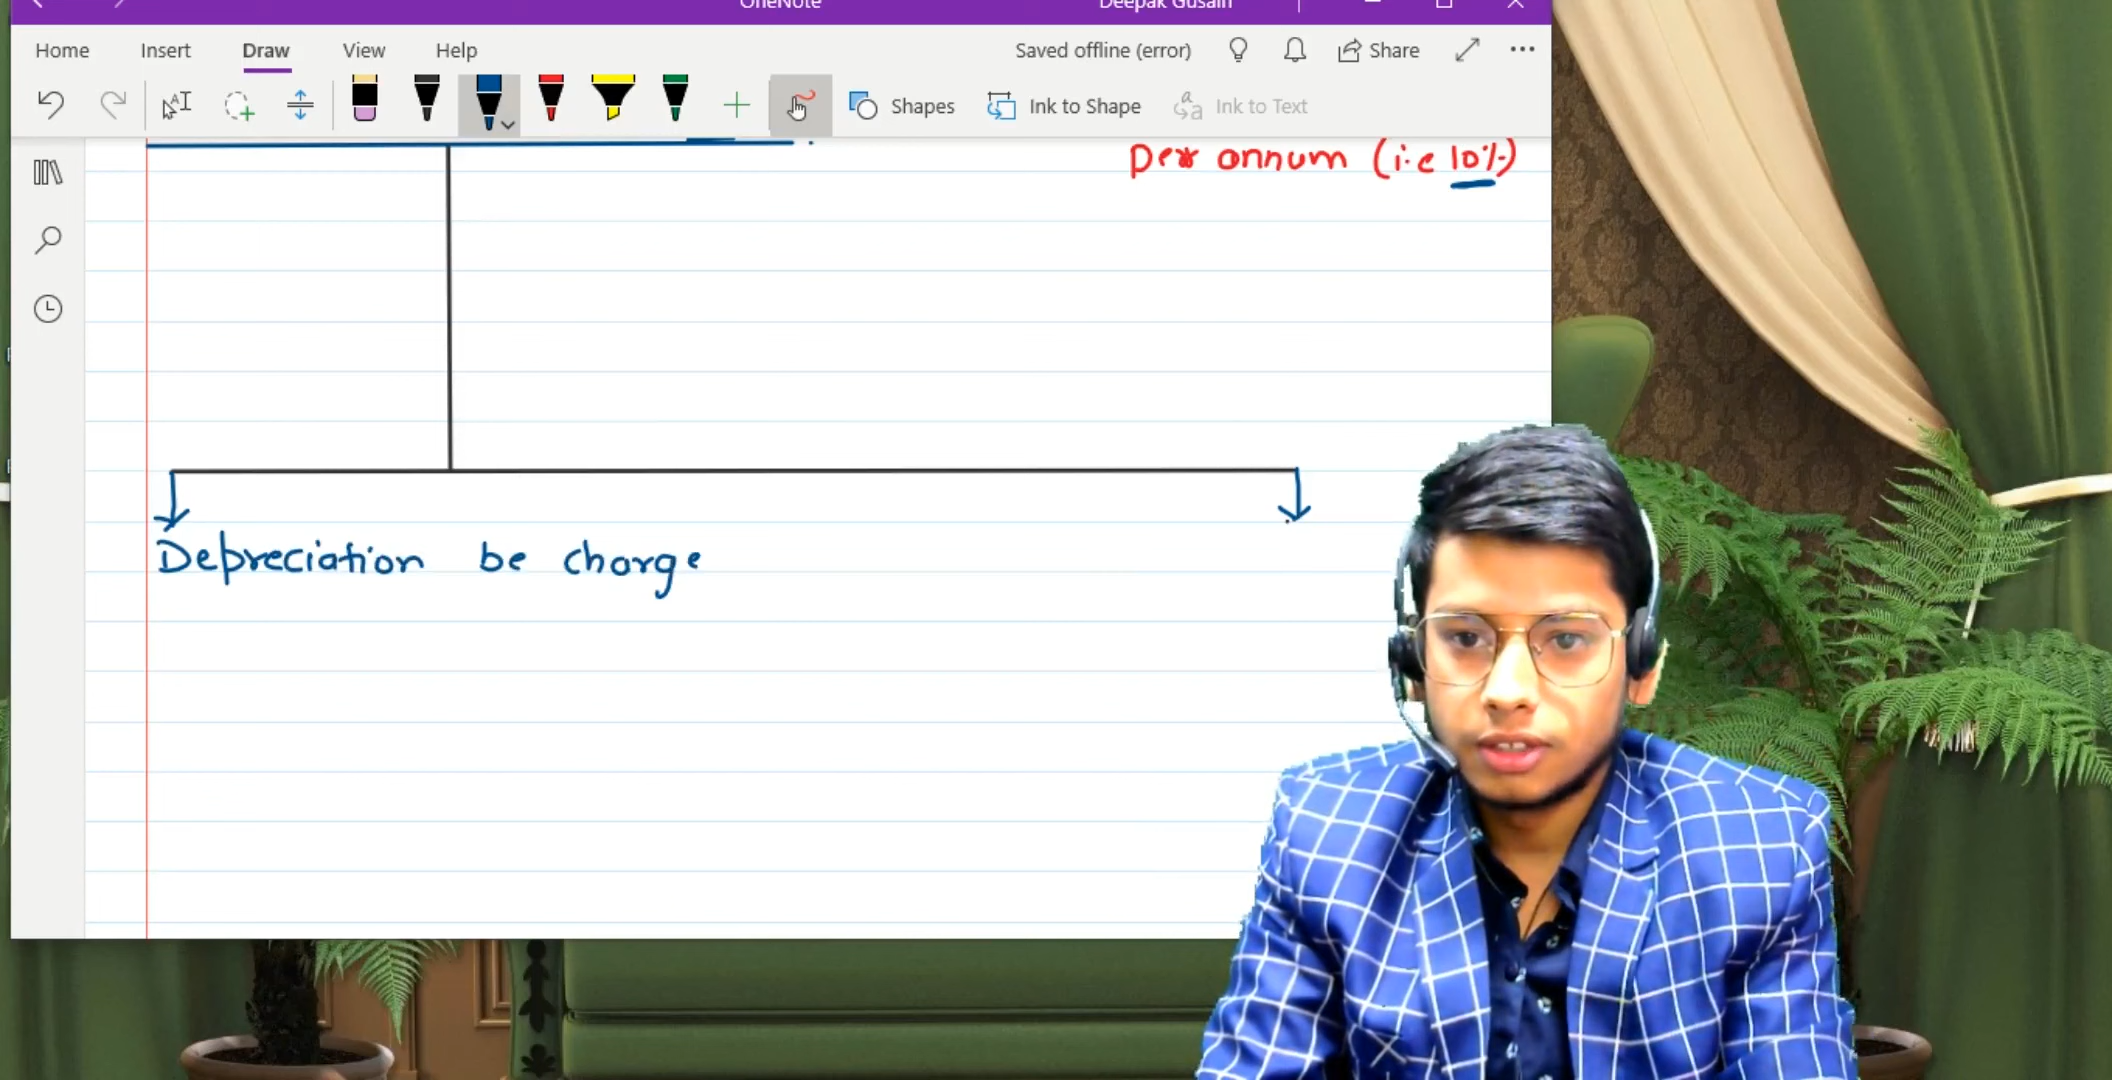 OneNote
Deepak Gusain
Home Insert Draw View Help Saved offline (error) Share
Shapes Ink to Shape Ink to Text
per annum (i.e 10%)
Depreciation be charge